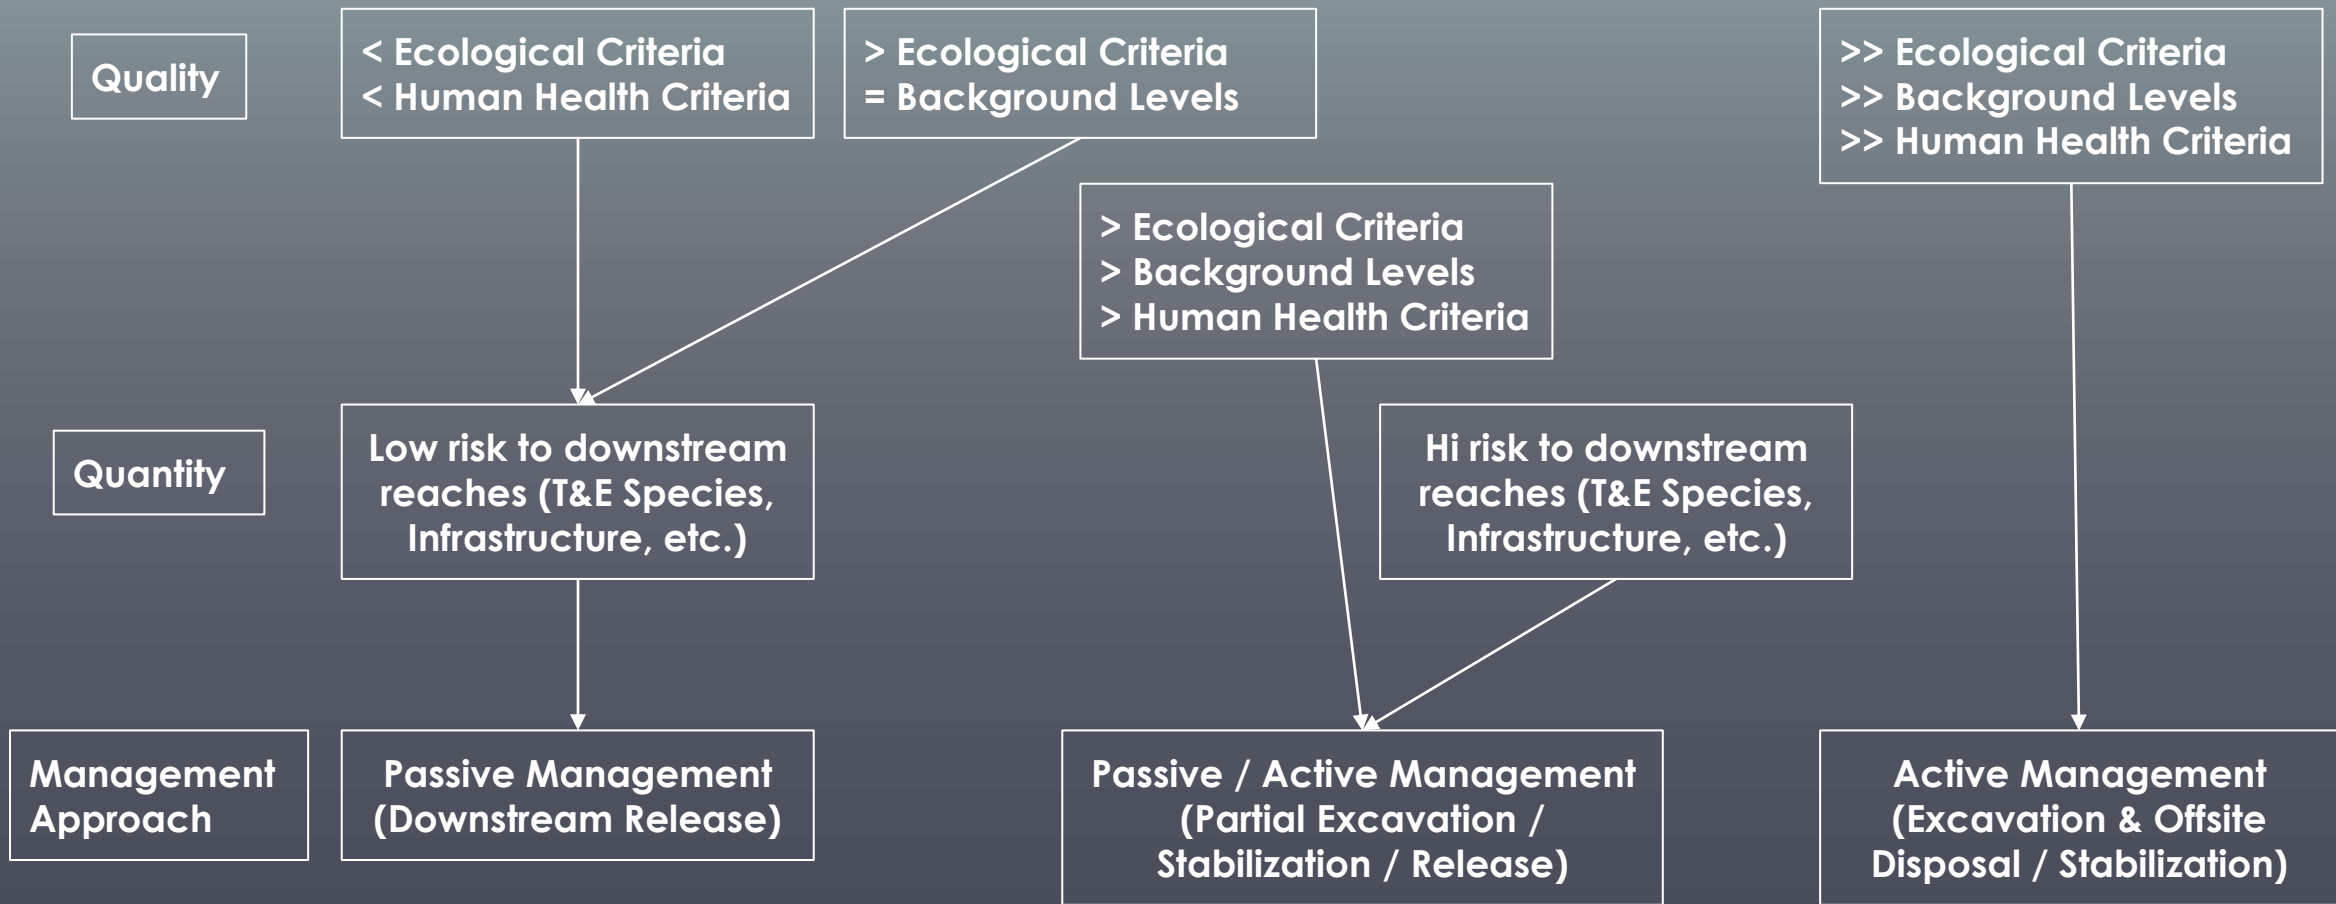 Quality
< Ecological Criteria
< Human Health Criteria
> Ecological Criteria
= Background Levels
>> Ecological Criteria
>> Background Levels
>> Human Health Criteria
> Ecological Criteria
> Background Levels
> Human Health Criteria
Quantity
Low risk to downstream
reaches (T&E Species,
Infrastructure, etc.)
Hi risk to downstream
reaches (T&E Species,
Infrastructure, etc.)
Management
Approach
Passive Management
(Downstream Release)
Passive / Active Management
(Partial Excavation /
Stabilization / Release)
Active Management
(Excavation & Offsite
Disposal / Stabilization)